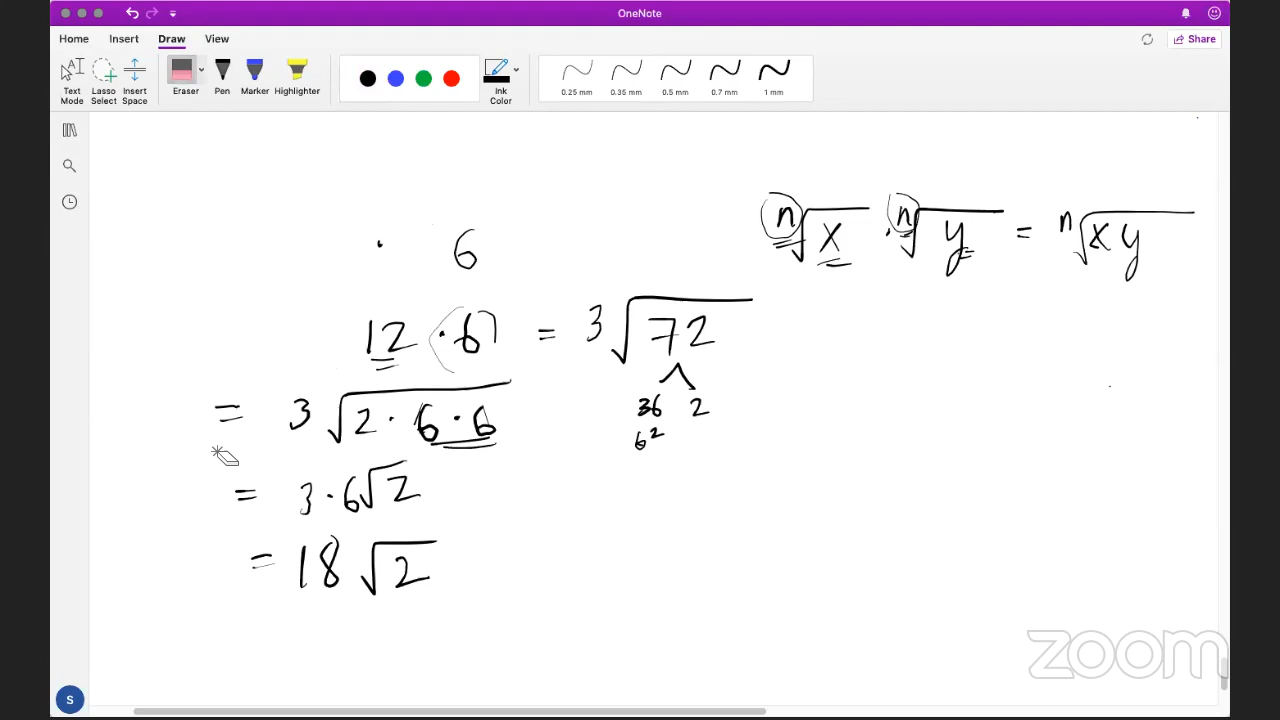 OneNote
Home Insert Draw View
Share
Text Mode
Lasso Select
Insert Space
Eraser
Pen
Marker
Highlighter
Ink Color
0.25 mm 0.35 mm 0.5 mm 0.7 mm 1 mm
ⁿ√x · ⁿ√y = ⁿ√xy
· 6
12 (· 6) = 3√72
36 2
6²
= 3√2 · 6 · 6
= 3 · 6√2
= 18√2
zoom
S